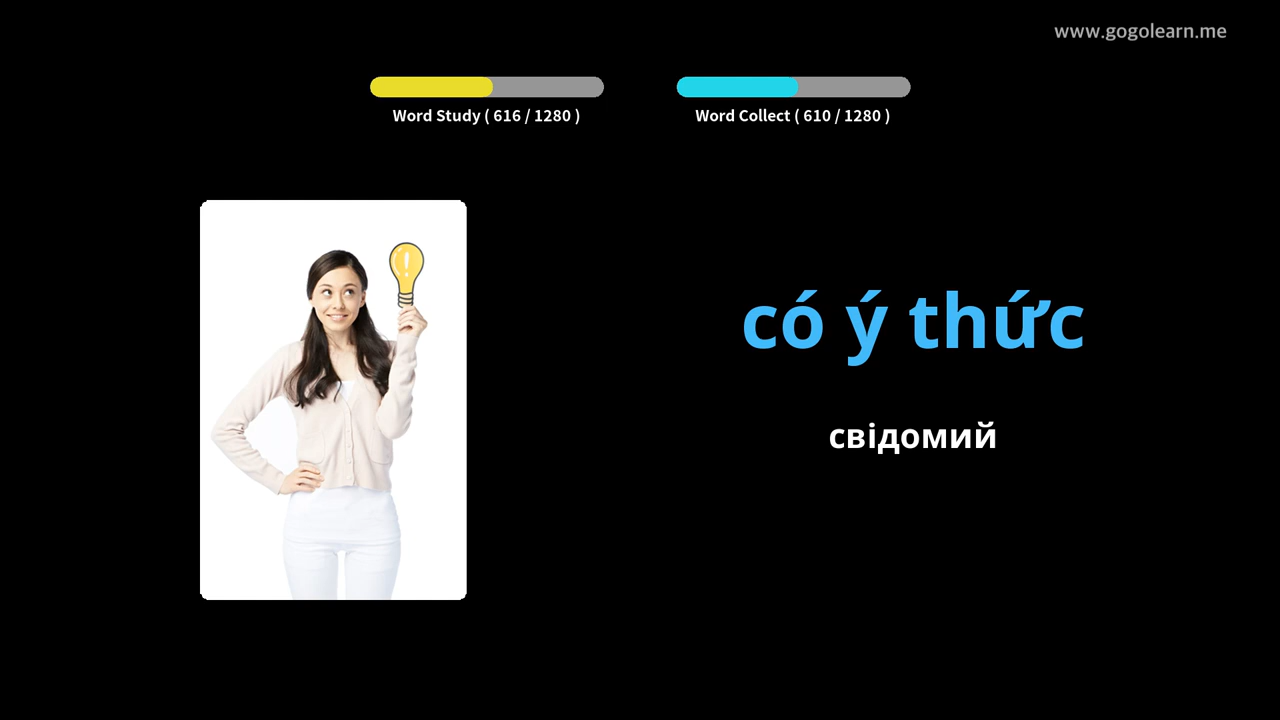 www.gogolearn.me
Word Study ( 616 / 1280 )
Word Collect ( 610 / 1280 )
có ý thức
свідомий